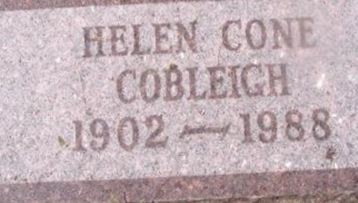 HELEN CONE
COBLEIGH
1902 — 1988